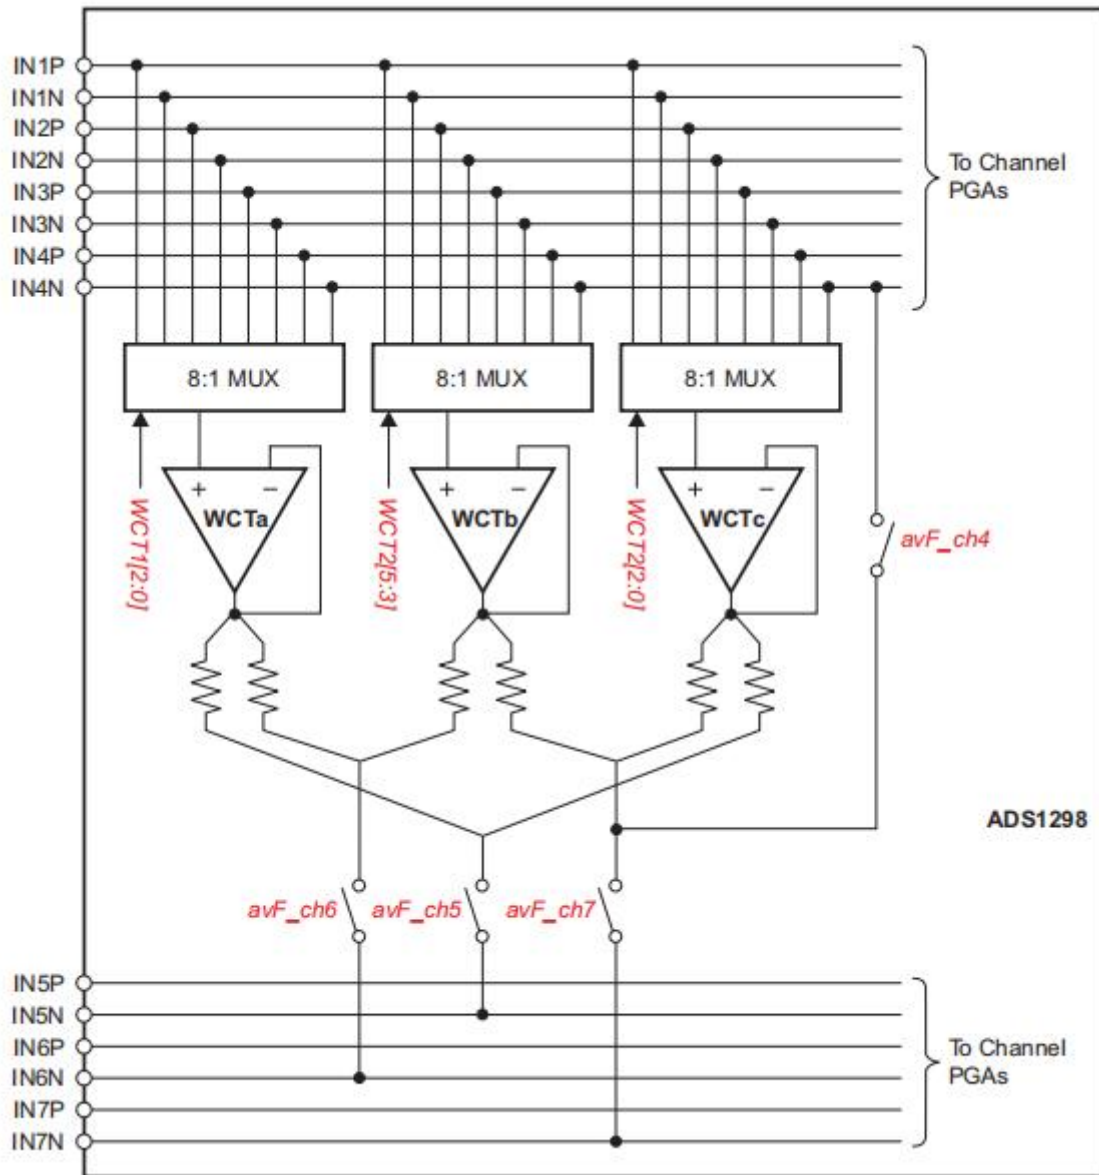 IN1P
IN1N
IN2P
IN2N
IN3P
IN3N
IN4P
IN4N
To Channel
PGAs
8:1 MUX
8:1 MUX
8:1 MUX
+ −
WCTa
+ −
WCTb
+ −
WCTc
WCT1[2:0]
WCT2[5:3]
WCT2[2:0]
avF_ch4
ADS1298
avF_ch6
avF_ch5
avF_ch7
IN5P
IN5N
IN6P
IN6N
IN7P
IN7N
To Channel
PGAs